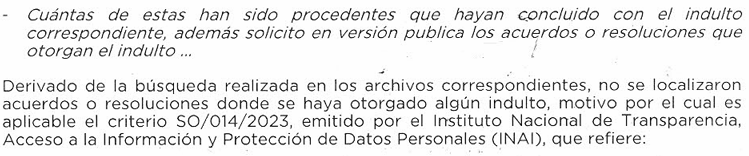 - Cuántas de estas han sido procedentes que hayan concluido con el indulto
correspondiente, además solicito en versión publica los acuerdos o resoluciones que
otorgan el indulto ...
Derivado de la búsqueda realizada en los archivos correspondientes, no se localizaron
acuerdos o resoluciones donde se haya otorgado algún indulto, motivo por el cual es
aplicable el criterio SO/014/2023, emitido por el Instituto Nacional de Transparencia,
Acceso a la Información y Protección de Datos Personales (INAI), que refiere: